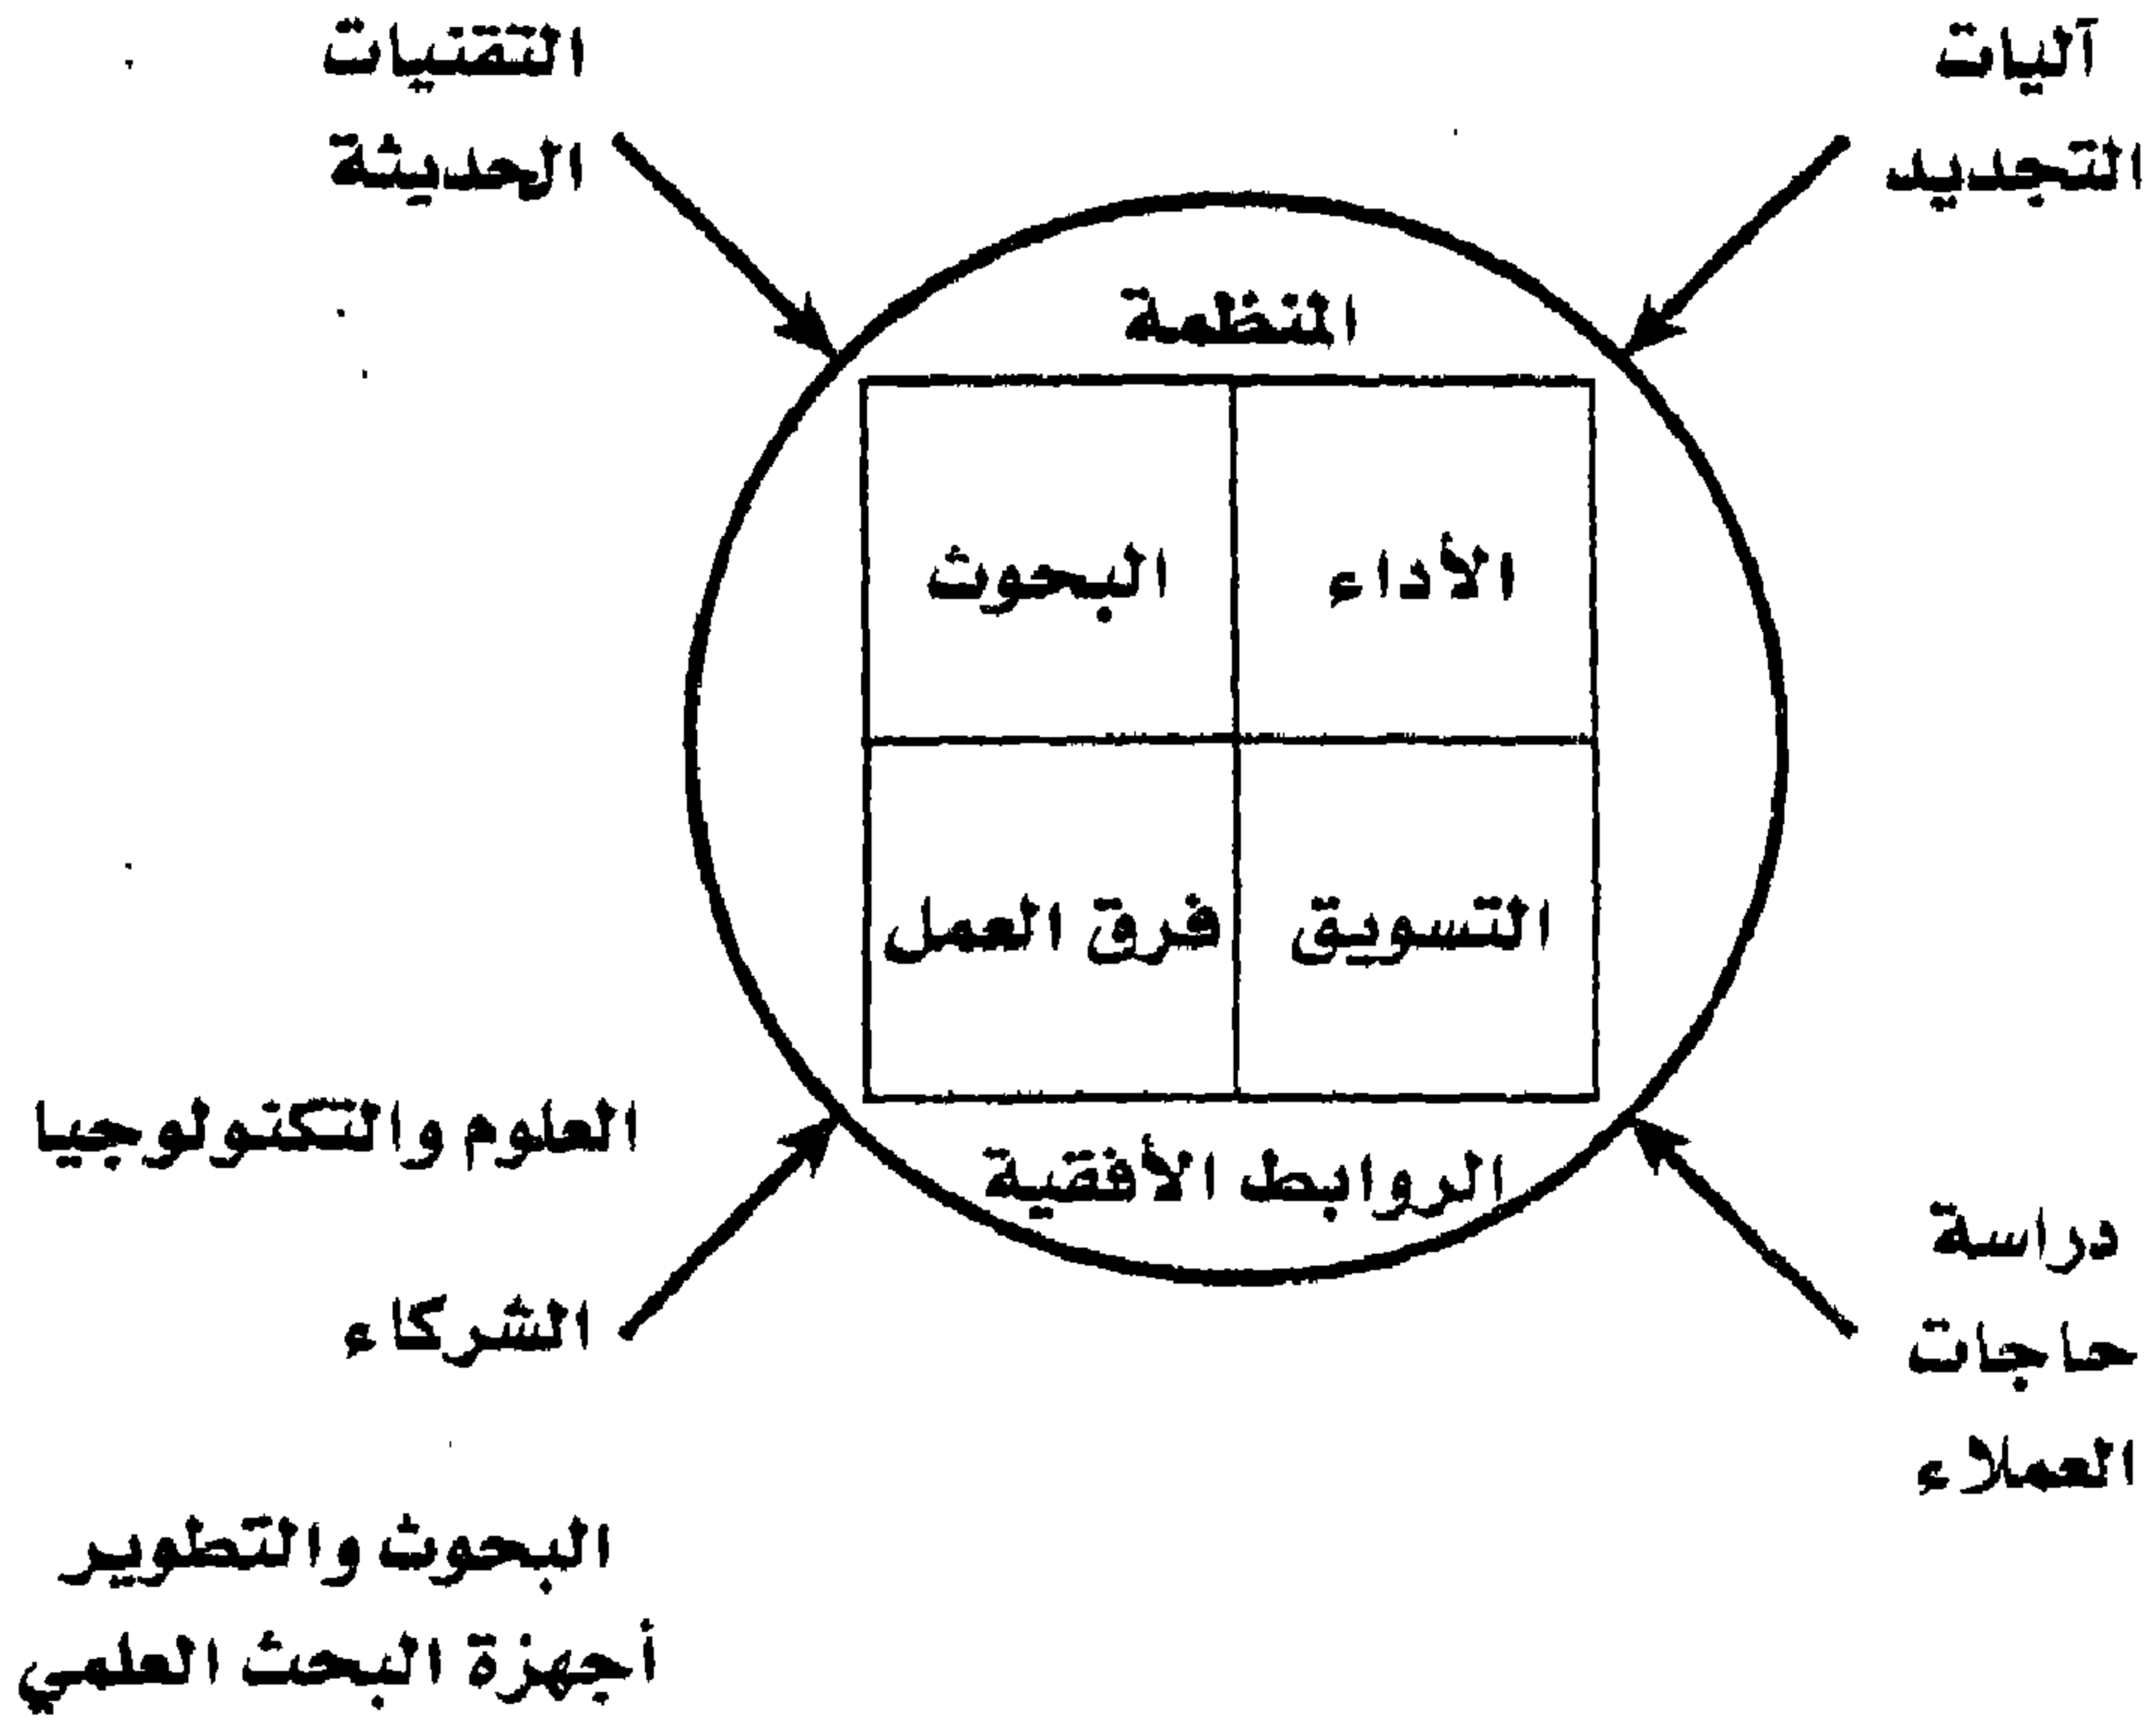 آليات
التجديد
التقنيات
الحديثة
المنظمة
الأداء
البحوث
التسويق
فرق العمل
الروابط الأفقية
دراسة
حاجات
العملاء
العلوم والتكنولوجيا
الشركاء
البحوث والتطوير
أجهزة البحث العلمي